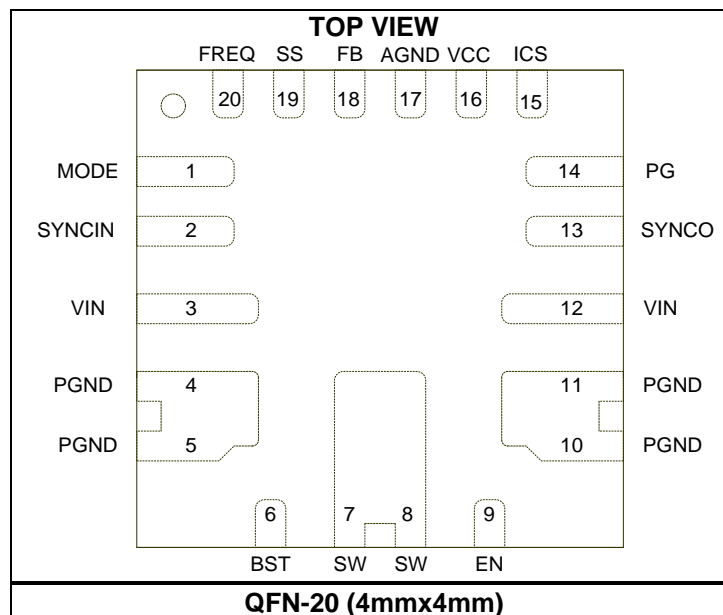 TOP VIEW
FREQ SS FB AGND VCC ICS
20 19 18 17 16 15
MODE 1 14 PG
SYNCIN 2 13 SYNCO
VIN 3 12 VIN
PGND 4 11 PGND
PGND 5 10 PGND
6 7 8 9
BST SW SW EN
QFN-20 (4mmx4mm)